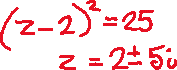 (z-2)² = 25
z = 2±5i